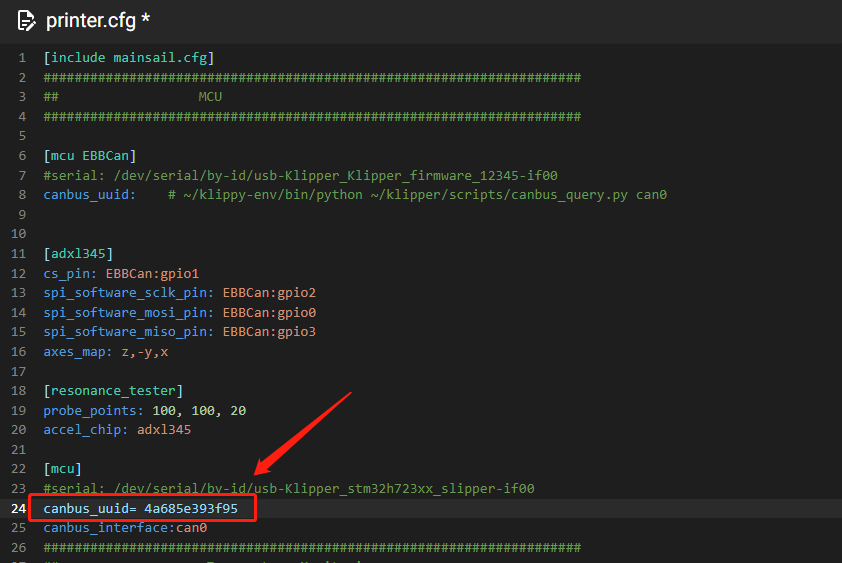 printer.cfg *
1 [include mainsail.cfg]
2 #####################################################################
3 ## MCU
4 #####################################################################
5
6 [mcu EBBCan]
7 #serial: /dev/serial/by-id/usb-Klipper_Klipper_firmware_12345-if00
8 canbus_uuid: # ~/klippy-env/bin/python ~/klipper/scripts/canbus_query.py can0
9
10
11 [adxl345]
12 cs_pin: EBBCan:gpio1
13 spi_software_sclk_pin: EBBCan:gpio2
14 spi_software_mosi_pin: EBBCan:gpio0
15 spi_software_miso_pin: EBBCan:gpio3
16 axes_map: z,-y,x
17
18 [resonance_tester]
19 probe_points: 100, 100, 20
20 accel_chip: adxl345
21
22 [mcu]
23 #serial: /dev/serial/by-id/usb-Klipper_stm32h723xx_slipper-if00
24 canbus_uuid= 4a685e393f95
25 canbus_interface:can0
26 #####################################################################